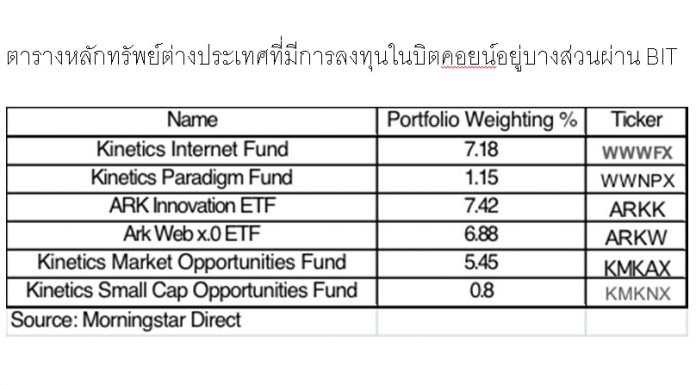 ตารางหลักทรัพย์ต่างประเทศที่มีการลงทุนในบิตคอยน์อยู่บางส่วนผ่าน BIT
Name Portfolio Weighting % Ticker
Kinetics Internet Fund 7.18 WWWFX
Kinetics Paradigm Fund 1.15 WWNPX
ARK Innovation ETF 7.42 ARKK
Ark Web x.0 ETF 6.88 ARKW
Kinetics Market Opportunities Fund 5.45 KMKAX
Kinetics Small Cap Opportunities Fund 0.8 KMKNX
Source: Morningstar Direct